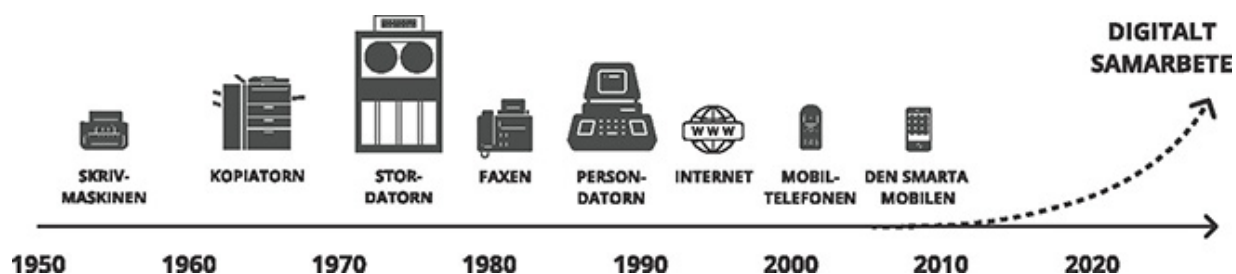 DIGITALT
SAMARBETE
WWW
SKRIV-
MASKINEN
KOPIATORN
STOR-
DATORN
FAXEN
PERSON-
DATORN
INTERNET
MOBIL-
TELEFONEN
DEN SMARTA
MOBILEN
1950 1960 1970 1980 1990 2000 2010 2020